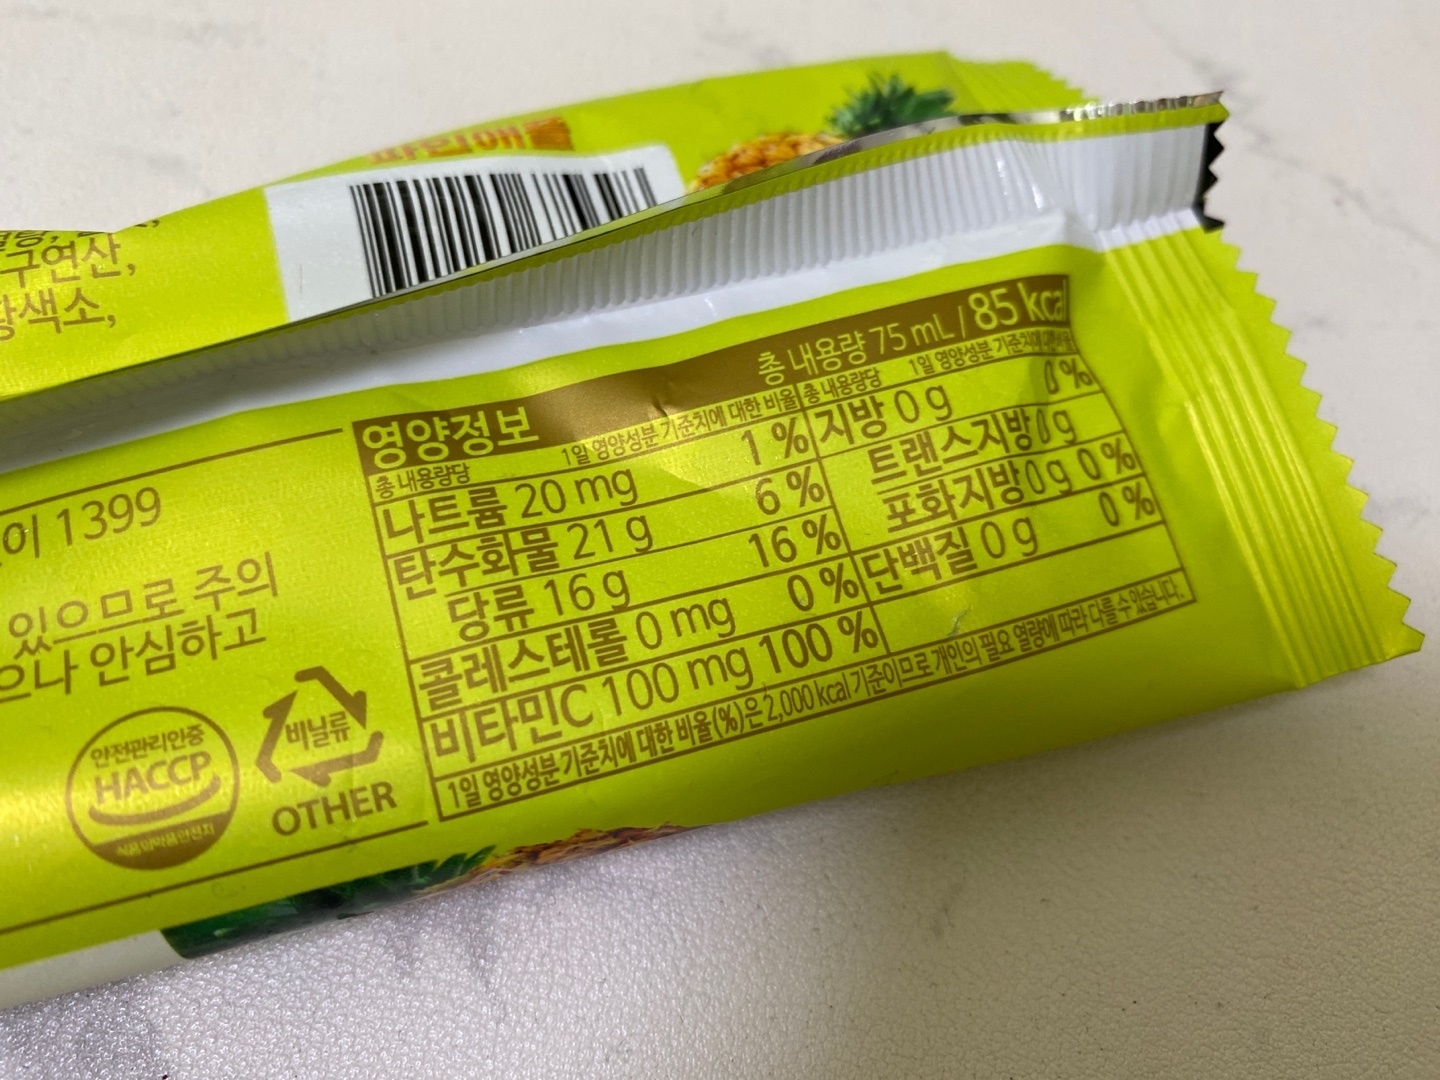 파인애플
구연산,
색소,
이 1399
있으므로 주의
으나 안심하고
안전관리인증
HACCP
식품의약품안전처
비닐류
OTHER
영양정보
총 내용량 75 mL / 85 kcal
총 내용량당 1일 영양성분 기준치에 대한 비율
총 내용량당 1일 영양성분 기준치에 대한 비율
나트륨 20 mg 1 %
지방 0 g 0 %
탄수화물 21 g 6 %
트랜스지방 0 g
당류 16 g 16 %
포화지방 0 g 0 %
콜레스테롤 0 mg 0 %
단백질 0 g 0 %
비타민C 100 mg 100 %
1일 영양성분 기준치에 대한 비율(%)은 2,000 kcal 기준이므로 개인의 필요 열량에 따라 다를 수 있습니다.